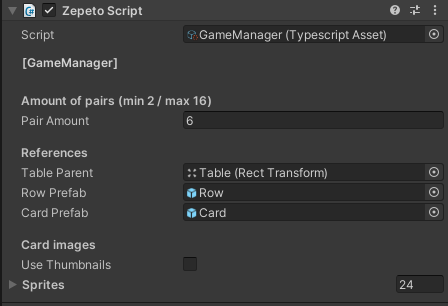 Zepeto Script
Script GameManager (Typescript Asset)
[GameManager]
Amount of pairs (min 2 / max 16)
Pair Amount 6
References
Table Parent Table (Rect Transform)
Row Prefab Row
Card Prefab Card
Card images
Use Thumbnails
Sprites 24